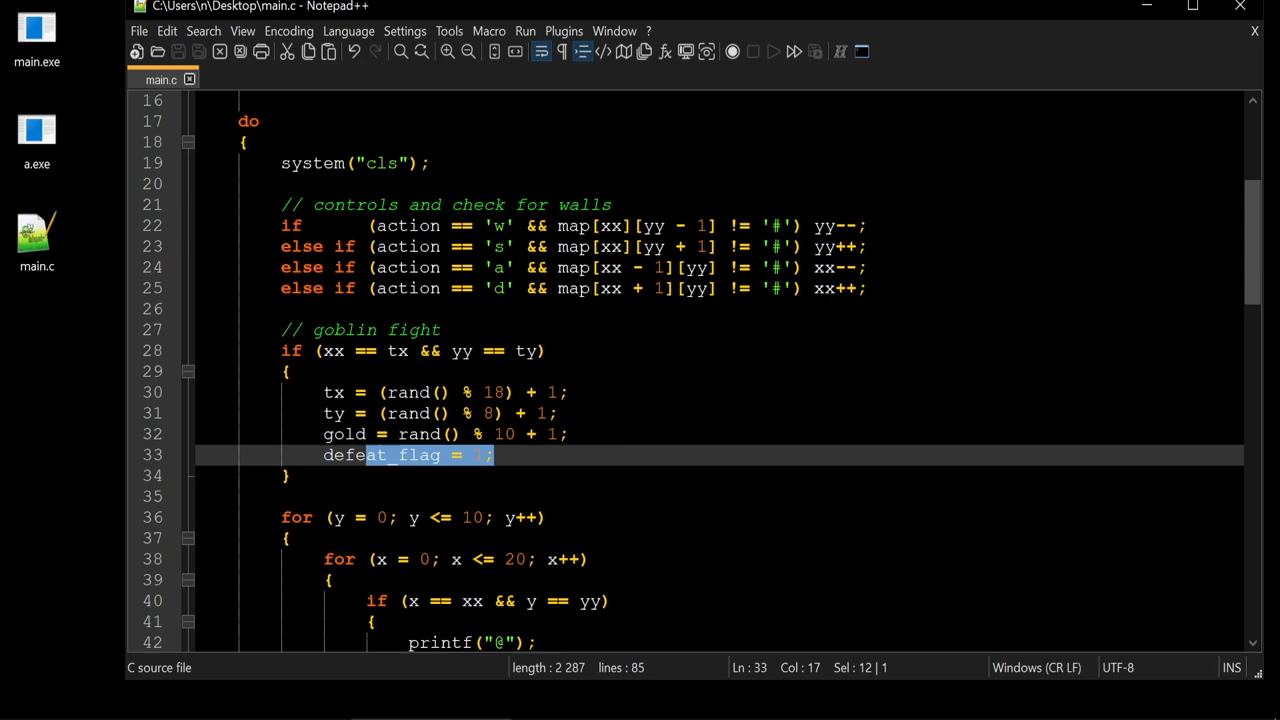 C:\Users\n\Desktop\main.c - Notepad++
File Edit Search View Encoding Language Settings Tools Macro Run Plugins Window ? X
main.exe
a.exe
main.c
main.c
16
17 do
18 {
19 system("cls");
20
21 // controls and check for walls
22 if (action == 'w' && map[xx][yy - 1] != '#') yy--;
23 else if (action == 's' && map[xx][yy + 1] != '#') yy++;
24 else if (action == 'a' && map[xx - 1][yy] != '#') xx--;
25 else if (action == 'd' && map[xx + 1][yy] != '#') xx++;
26
27 // goblin fight
28 if (xx == tx && yy == ty)
29 {
30 tx = (rand() % 18) + 1;
31 ty = (rand() % 8) + 1;
32 gold = rand() % 10 + 1;
33 defeat_flag = 1;
34 }
35
36 for (y = 0; y <= 10; y++)
37 {
38 for (x = 0; x <= 20; x++)
39 {
40 if (x == xx && y == yy)
41 {
42 printf("@");
C source file length : 2 287 lines : 85 Ln : 33 Col : 17 Sel : 12 | 1 Windows (CR LF) UTF-8 INS